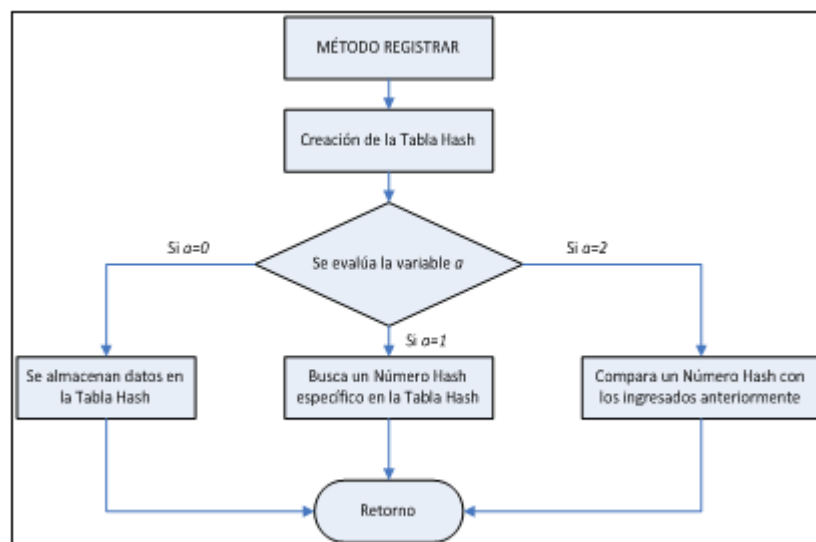 MÉTODO REGISTRAR
Creación de la Tabla Hash
Se evalúa la variable a
Si a=0
Si a=2
Si a=1
Se almacenan datos en
la Tabla Hash
Busca un Número Hash
específico en la Tabla Hash
Compara un Número Hash con
los ingresados anteriormente
Retorno